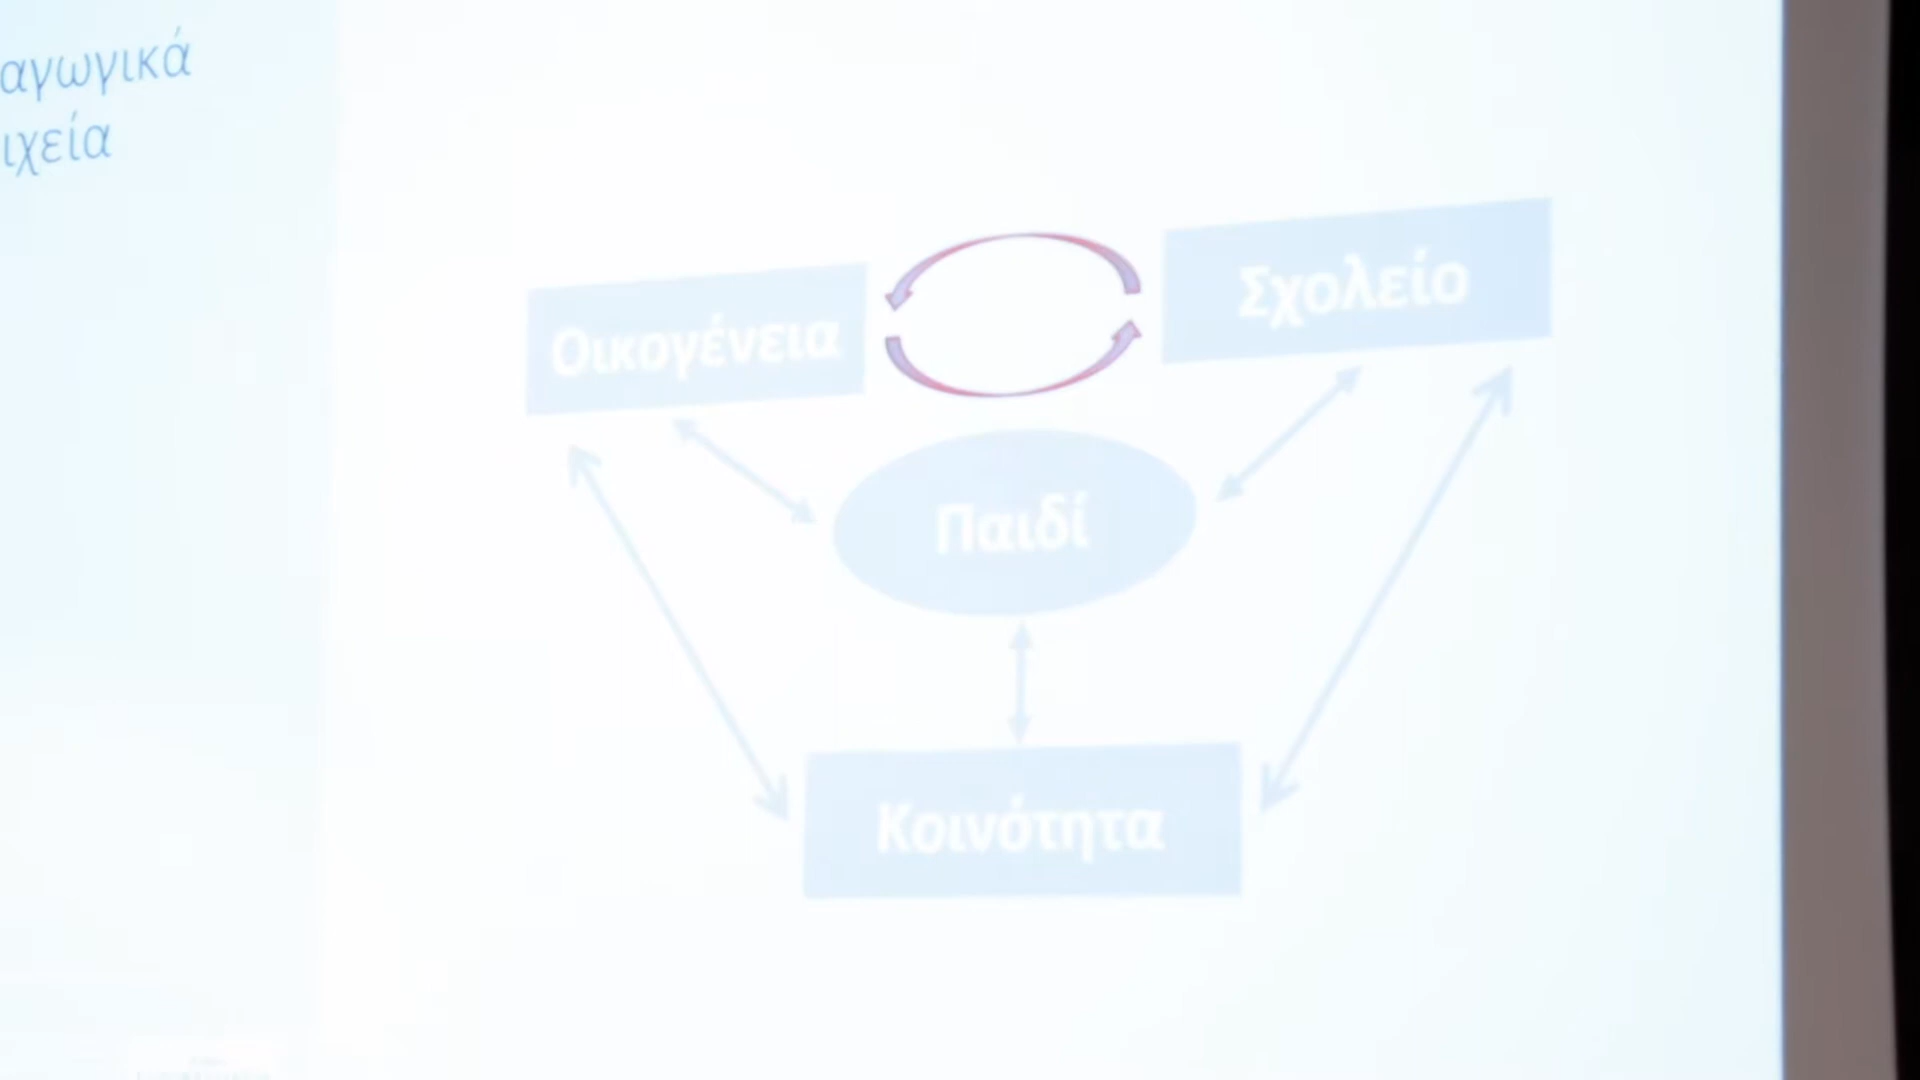 αγωγικά
ιχεία
Οικογένεια
Σχολείο
Παιδί
Κοινότητα